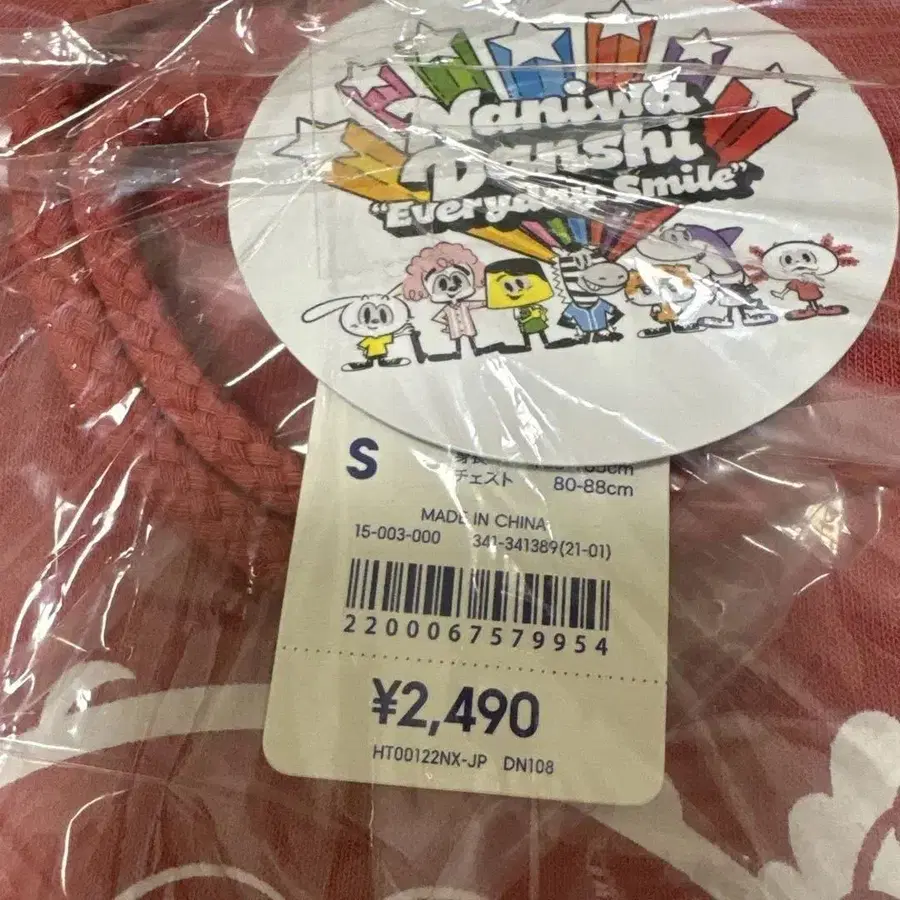 Naniwa
Danshi
"Everyday Smile"
S
チェスト 80-88cm
MADE IN CHINA
15-003-000 341-341389(21-01)
2200067579954
¥2,490
HT00122NX-JP DN108